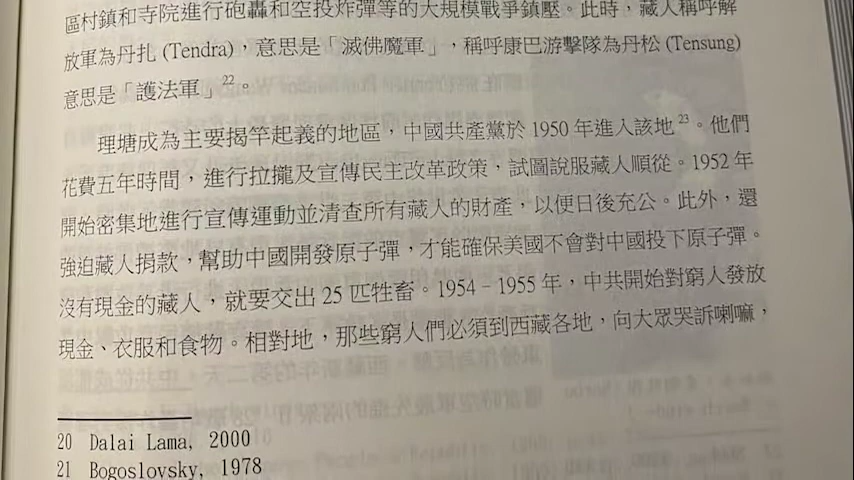 區村鎮和寺院進行砲轟和空投炸彈等的大規模戰爭鎮壓。此時,藏人稱呼解
放軍為丹扎 (Tendra),意思是「滅佛魔軍」,稱呼康巴游擊隊為丹松 (Tensung)
意思是「護法軍」22。
理塘成為主要揭竿起義的地區,中國共產黨於 1950 年進入該地 23。他們
花費五年時間,進行拉攏及宣傳民主改革政策,試圖說服藏人順從。1952 年
開始密集地進行宣傳運動並清查所有藏人的財產,以便日後充公。此外,還
強迫藏人捐款,幫助中國開發原子彈,才能確保美國不會對中國投下原子彈。
沒有現金的藏人,就要交出 25 匹牲畜。1954-1955 年,中共開始對窮人發放
現金、衣服和食物。相對地,那些窮人們必須到西藏各地,向大眾哭訴喇嘛,
20 Dalai Lama, 2000
21 Bogoslovsky, 1978